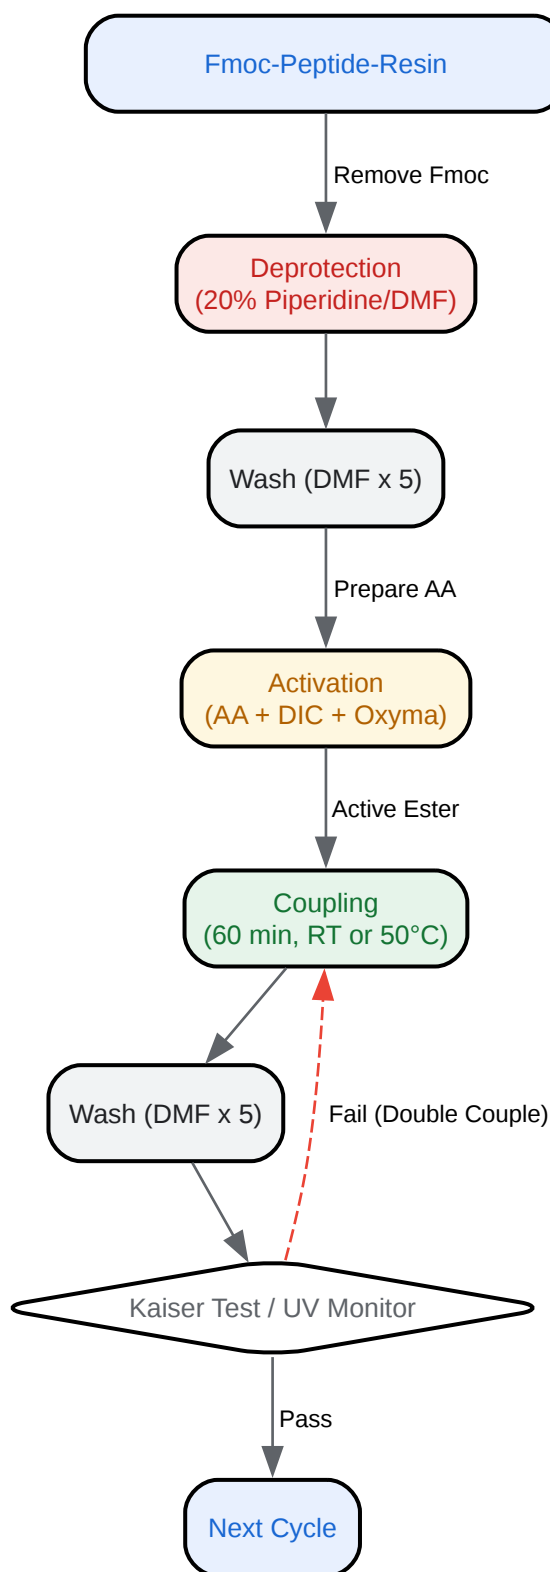 Fmoc-Peptide-Resin
Remove Fmoc
Deprotection
(20% Piperidine/DMF)
Wash (DMF x 5)
Prepare AA
Activation
(AA + DIC + Oxyma)
Active Ester
Coupling
(60 min, RT or 50°C)
Wash (DMF x 5)
Fail (Double Couple)
Kaiser Test / UV Monitor
Pass
Next Cycle